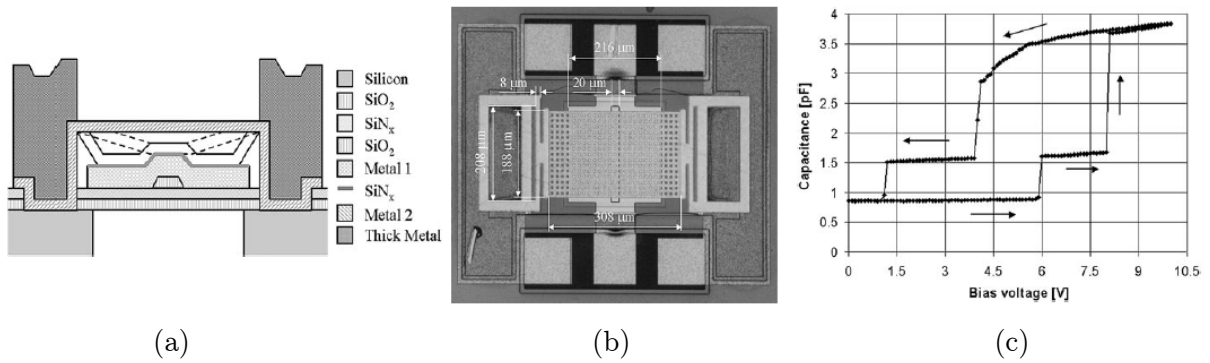 Silicon
SiO₂
SiNₓ
SiO₂
Metal 1
SiNₓ
Metal 2
Thick Metal
(a)
216 μm
8 μm
20 μm
208 μm
188 μm
308 μm
(b)
4
3.5
3
2.5
2
1.5
1
0.5
0
Capacitance [pF]
0
1.5
3
4.5
6
7.5
9
10.5
Bias voltage [V]
(c)